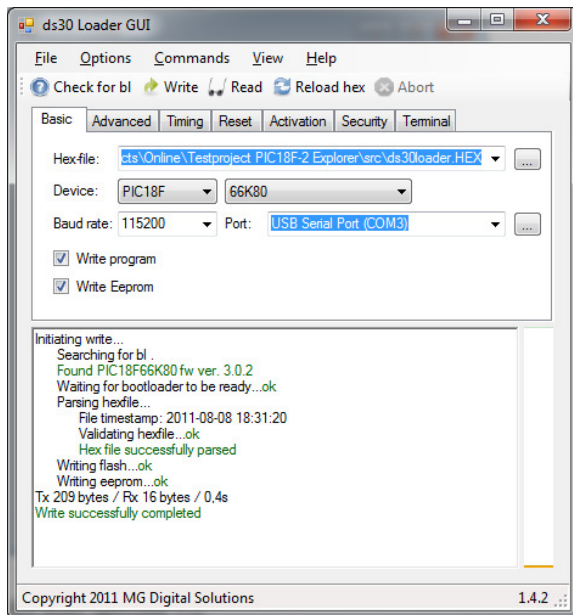 ds30 Loader GUI
File Options Commands View Help
Check for bl Write Read Reload hex Abort
Basic Advanced Timing Reset Activation Security Terminal
Hex-file: cts\Online\Testproject PIC18F-2 Explorer\src\ds30loader.HEX ...
Device: PIC18F 66K80
Baud rate: 115200 Port: USB Serial Port (COM3) ...
Write program
Write Eeprom
Initiating write...
Searching for bl .
Found PIC18F66K80 fw ver. 3.0.2
Waiting for bootloader to be ready...ok
Parsing hexfile...
File timestamp: 2011-08-08 18:31:20
Validating hexfile...ok
Hex file successfully parsed
Writing flash...ok
Writing eeprom...ok
Tx 209 bytes / Rx 16 bytes / 0,4s
Write successfully completed
Copyright 2011 MG Digital Solutions 1.4.2